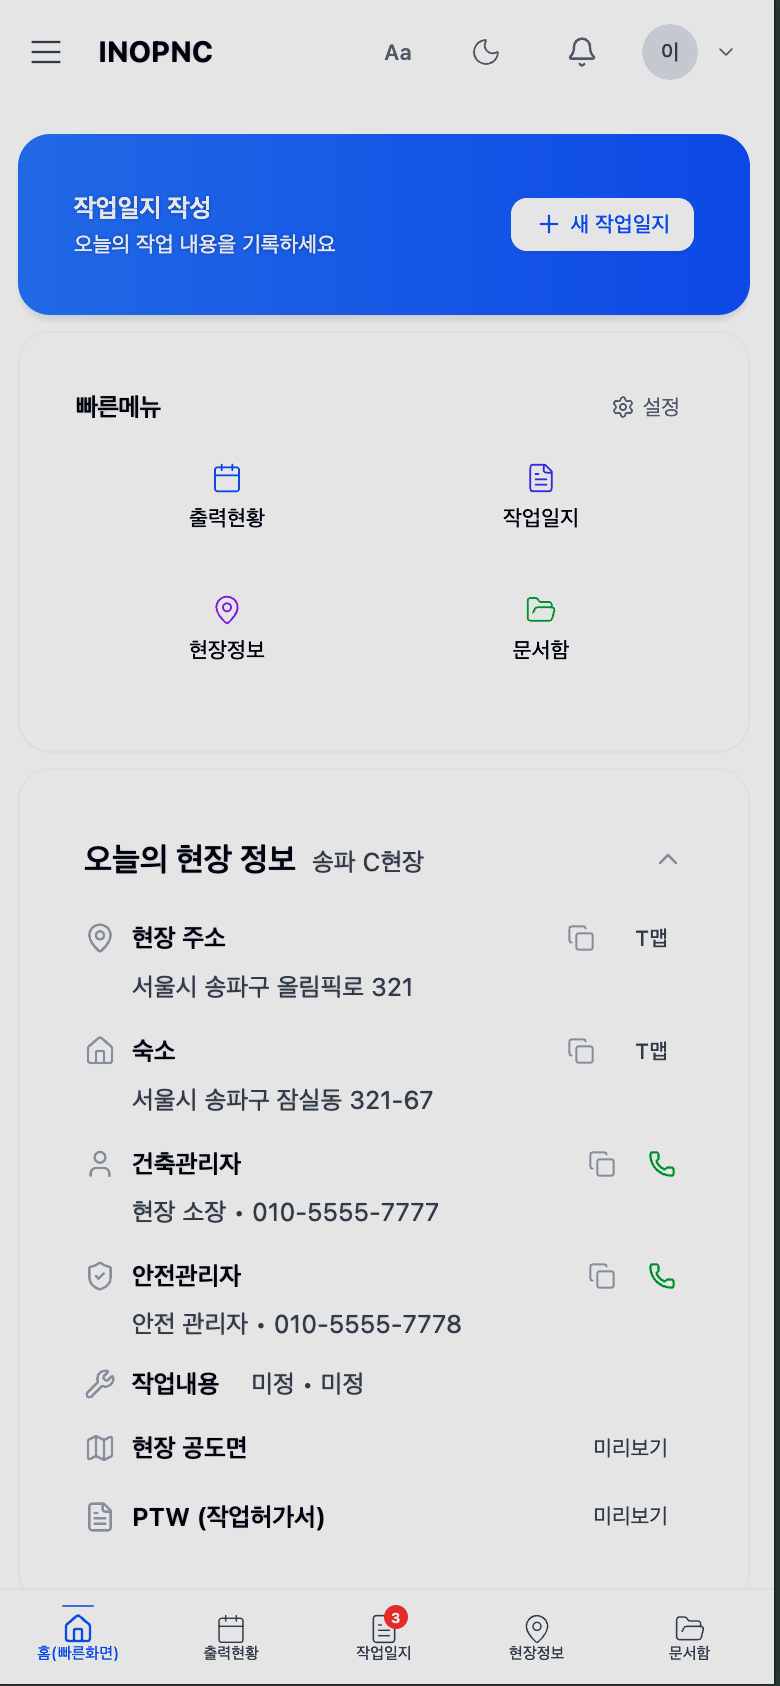 INOPNC Aa 이
작업일지 작성
오늘의 작업 내용을 기록하세요
새 작업일지
빠른메뉴 설정
출력현황 작업일지
현장정보 문서함
오늘의 현장 정보 송파 C현장
현장 주소 T맵
서울시 송파구 올림픽로 321
숙소 T맵
서울시 송파구 잠실동 321-67
건축관리자
현장 소장 • 010-5555-7777
안전관리자
안전 관리자 • 010-5555-7778
작업내용 미정 • 미정
현장 공도면 미리보기
PTW (작업허가서) 미리보기
3
홈(빠른화면) 출력현황 작업일지 현장정보 문서함